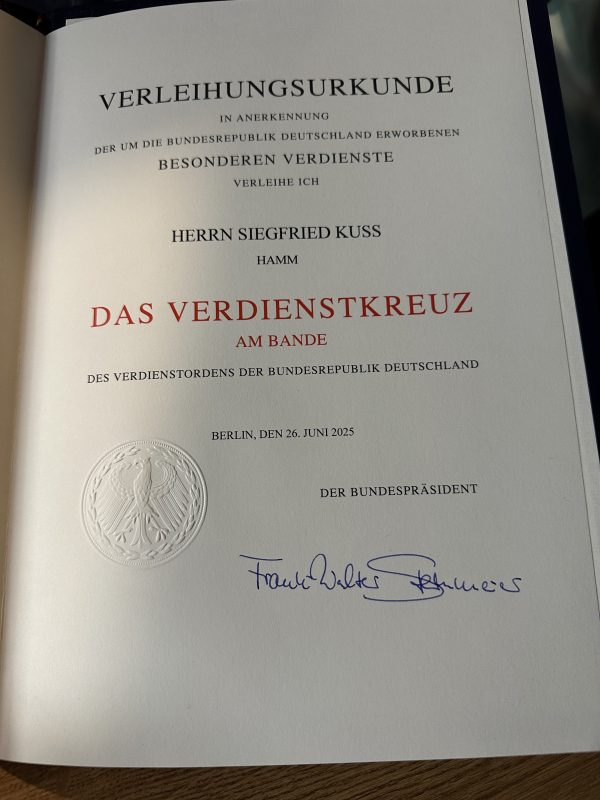 VERLEIHUNGSURKUNDE
IN ANERKENNUNG
DER UM DIE BUNDESREPUBLIK DEUTSCHLAND ERWORBENEN
BESONDEREN VERDIENSTE
VERLEIHE ICH
HERRN SIEGFRIED KUSS
HAMM
DAS VERDIENSTKREUZ
AM BANDE
DES VERDIENSTORDENS DER BUNDESREPUBLIK DEUTSCHLAND
BERLIN, DEN 26. JUNI 2025
DER BUNDESPRÄSIDENT
Frank-Walter Steinmeier